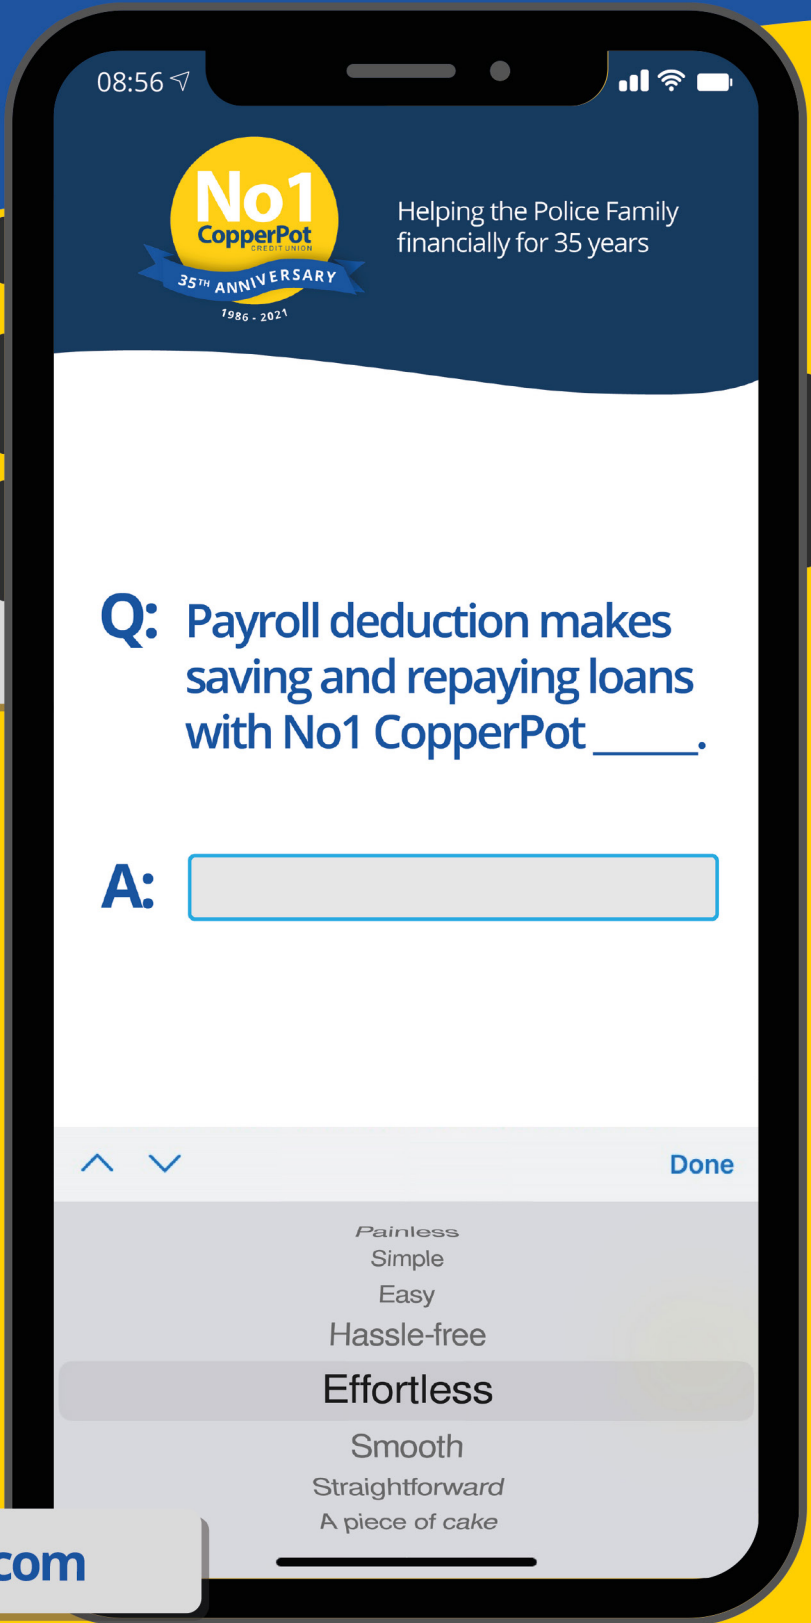 08:56
No1
CopperPot
CREDIT UNION
35TH ANNIVERSARY
1986 - 2021
Helping the Police Family
financially for 35 years
Q: Payroll deduction makes
saving and repaying loans
with No1 CopperPot _____.
A:
Done
Painless
Simple
Easy
Hassle-free
Effortless
Smooth
Straightforward
A piece of cake
com